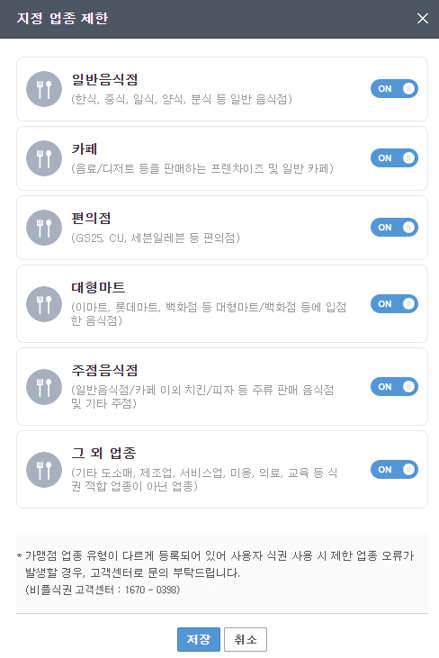 지정 업종 제한
일반음식점
(한식, 중식, 일식, 양식, 분식 등 일반 음식점)
ON
카페
(음료/디저트 등을 판매하는 프렌차이즈 및 일반 카페)
ON
편의점
(GS25, CU, 세븐일레븐 등 편의점)
ON
대형마트
(이마트, 롯데마트, 백화점 등 대형마트/백화점 등에 입점
한 음식점)
ON
주점음식점
(일반음식점/카페 이외 치킨/피자 등 주류 판매 음식점
및 기타 주점)
ON
그 외 업종
(기타 도소매, 제조업, 서비스업, 미용, 의료, 교육 등 식
권 적합 업종이 아닌 업종)
ON
* 가맹점 업종 유형이 다르게 등록되어 있어 사용자 식권 사용 시 제한 업종 오류가
발생할 경우, 고객센터로 문의 부탁드립니다.
(비플식권 고객센터 : 1670 - 0398)
저장 취소